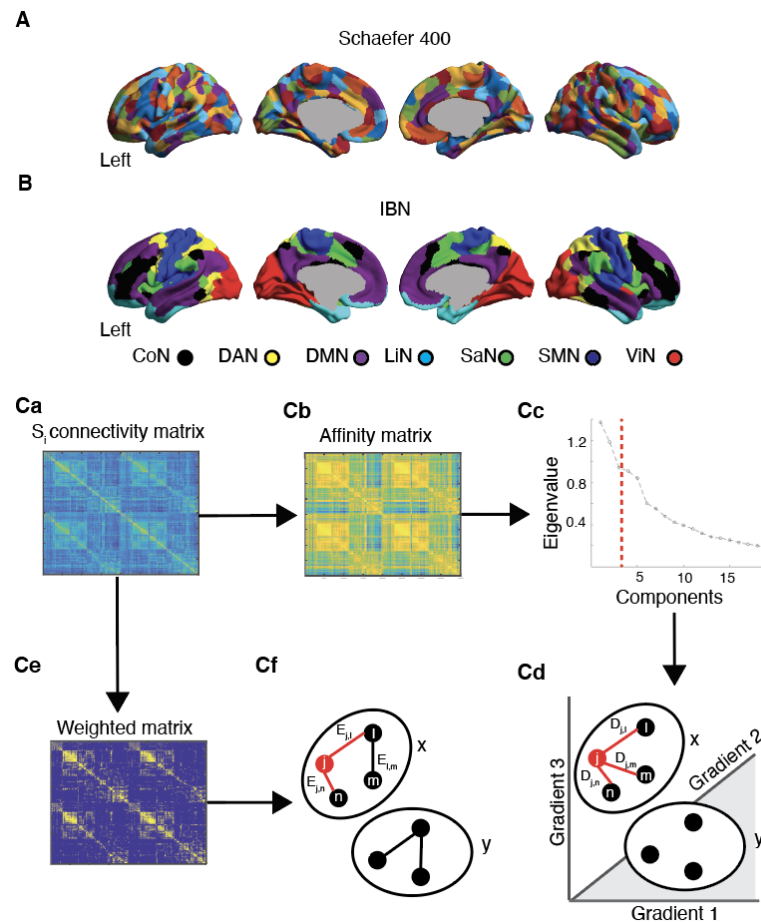 A
Schaefer 400
Left
B
IBN
Left
CoN DAN DMN LiN SaN SMN ViN
Ca Cb Cc
Si connectivity matrix
Affinity matrix
1.2
0.8
0.4
Eigenvalue
5 10 15
Components
Ce Cf Cd
Weighted matrix
Ej,l
l
x
j
El,m
Ej,n
m
n
y
Gradient 3
Dj,l
l
x
j
Dj,m
m
Dj,n
n
Gradient 2
y
Gradient 1